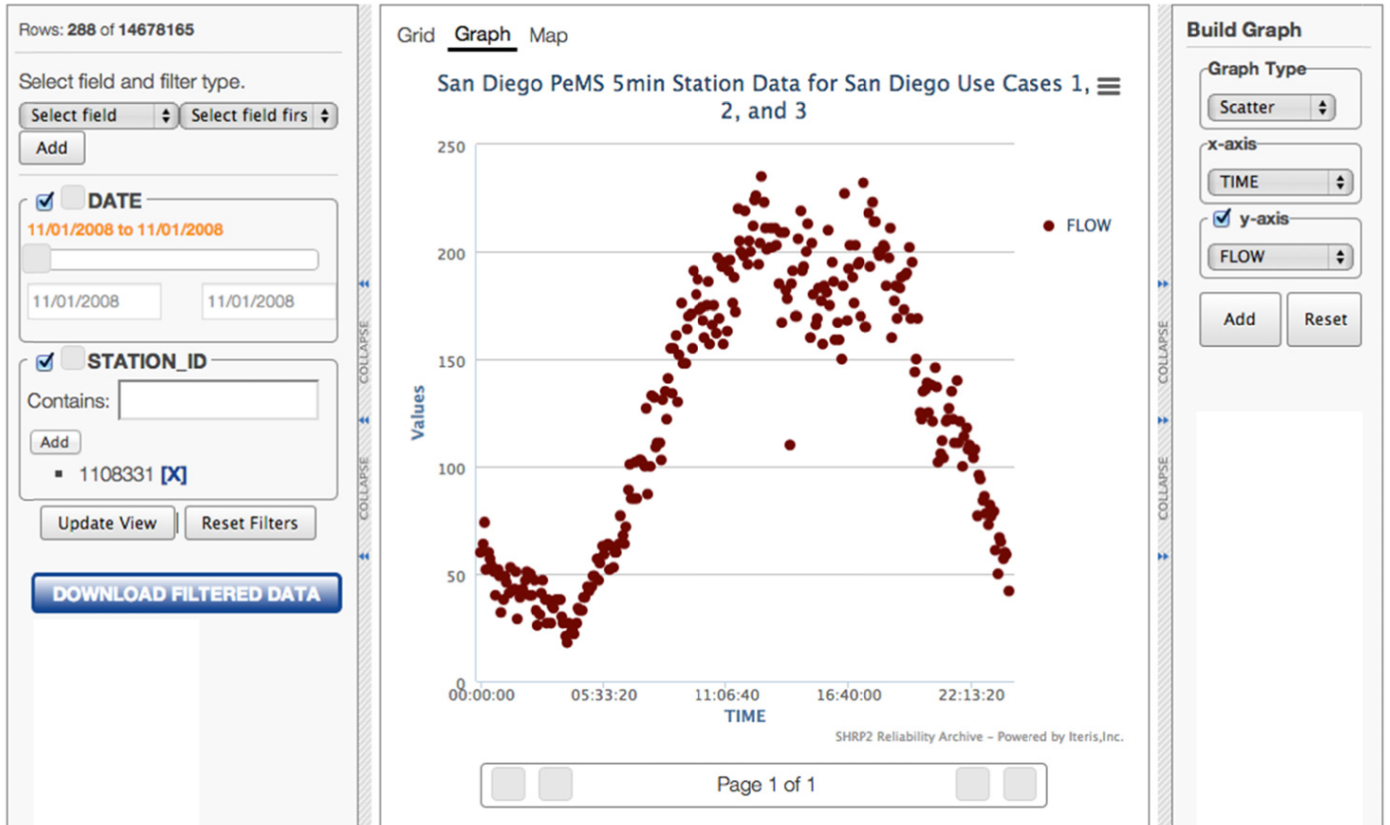 Rows: 288 of 14678165
Select field and filter type.
Select field Select field firs
Add
DATE
11/01/2008 to 11/01/2008
11/01/2008 11/01/2008
STATION_ID
Contains:
Add
1108331 [X]
Update View | Reset Filters
DOWNLOAD FILTERED DATA
COLLAPSE
COLLAPSE
Grid Graph Map
San Diego PeMS 5min Station Data for San Diego Use Cases 1,
2, and 3
250
200
150
100
50
0
Values
00:00:00 05:33:20 11:06:40 16:40:00 22:13:20
TIME
FLOW
SHRP2 Reliability Archive – Powered by Iteris,Inc.
Page 1 of 1
COLLAPSE
COLLAPSE
Build Graph
Graph Type
Scatter
x-axis
TIME
y-axis
FLOW
Add Reset